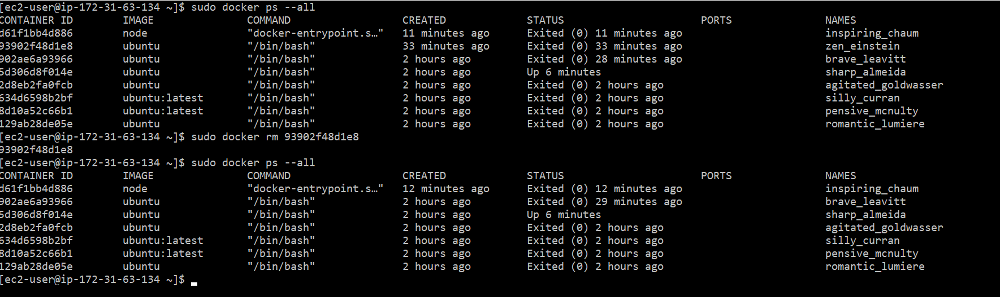 [ec2-user@ip-172-31-63-134 ~]$ sudo docker ps --all
CONTAINER ID        IMAGE               COMMAND                  CREATED             STATUS                      PORTS               NAMES
d61f1bb4d886        node                "docker-entrypoint.s…"   11 minutes ago      Exited (0) 11 minutes ago                       inspiring_chaum
93902f48d1e8        ubuntu              "/bin/bash"              33 minutes ago      Exited (0) 33 minutes ago                       zen_einstein
902ae6a93966        ubuntu              "/bin/bash"              2 hours ago         Exited (0) 28 minutes ago                       brave_leavitt
5d306d8f014e        ubuntu              "/bin/bash"              2 hours ago         Up 6 minutes                                    sharp_almeida
2d8eb2fa0fcb        ubuntu              "/bin/bash"              2 hours ago         Exited (0) 2 hours ago                          agitated_goldwasser
634d6598b2bf        ubuntu:latest       "/bin/bash"              2 hours ago         Exited (0) 2 hours ago                          silly_curran
8d10a52c66b1        ubuntu:latest       "/bin/bash"              2 hours ago         Exited (0) 2 hours ago                          pensive_mcnulty
129ab28de05e        ubuntu              "/bin/bash"              2 hours ago         Exited (0) 2 hours ago                          romantic_lumiere
[ec2-user@ip-172-31-63-134 ~]$ sudo docker rm 93902f48d1e8
93902f48d1e8
[ec2-user@ip-172-31-63-134 ~]$ sudo docker ps --all
CONTAINER ID        IMAGE               COMMAND                  CREATED             STATUS                      PORTS               NAMES
d61f1bb4d886        node                "docker-entrypoint.s…"   12 minutes ago      Exited (0) 12 minutes ago                       inspiring_chaum
902ae6a93966        ubuntu              "/bin/bash"              2 hours ago         Exited (0) 29 minutes ago                       brave_leavitt
5d306d8f014e        ubuntu              "/bin/bash"              2 hours ago         Up 6 minutes                                    sharp_almeida
2d8eb2fa0fcb        ubuntu              "/bin/bash"              2 hours ago         Exited (0) 2 hours ago                          agitated_goldwasser
634d6598b2bf        ubuntu:latest       "/bin/bash"              2 hours ago         Exited (0) 2 hours ago                          silly_curran
8d10a52c66b1        ubuntu:latest       "/bin/bash"              2 hours ago         Exited (0) 2 hours ago                          pensive_mcnulty
129ab28de05e        ubuntu              "/bin/bash"              2 hours ago         Exited (0) 2 hours ago                          romantic_lumiere
[ec2-user@ip-172-31-63-134 ~]$